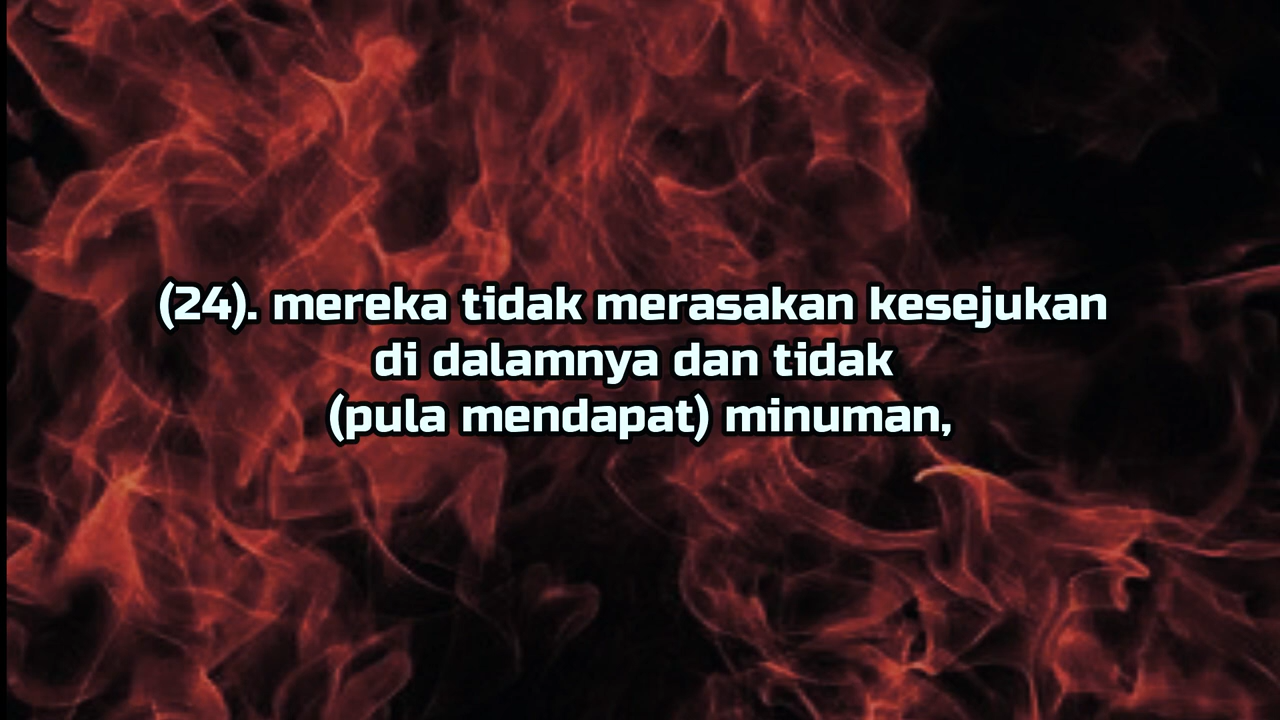 (24). mereka tidak merasakan kesejukan
di dalamnya dan tidak
(pula mendapat) minuman,